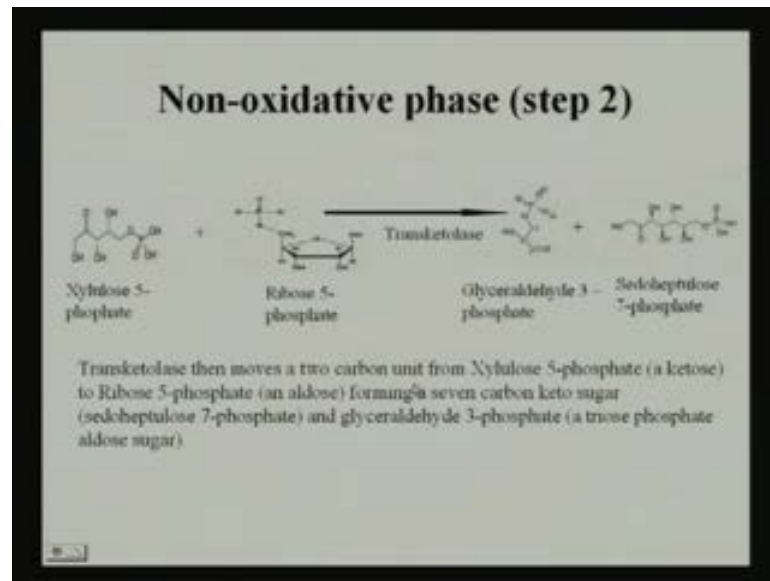 Non-oxidative phase (step 2)
+ Transketolase +
Xylulose 5-
phophate
Ribose 5-
phosphate
Glyceraldehyde 3 –
phosphate
Sedoheptulose
7-phosphate
Transketolase then moves a two carbon unit from Xylulose 5-phosphate (a ketose)
to Ribose 5-phosphate (an aldose) forming a seven carbon keto sugar
(sedoheptulose 7-phosphate) and glyceraldehyde 3-phosphate (a triose phosphate
aldose sugar)